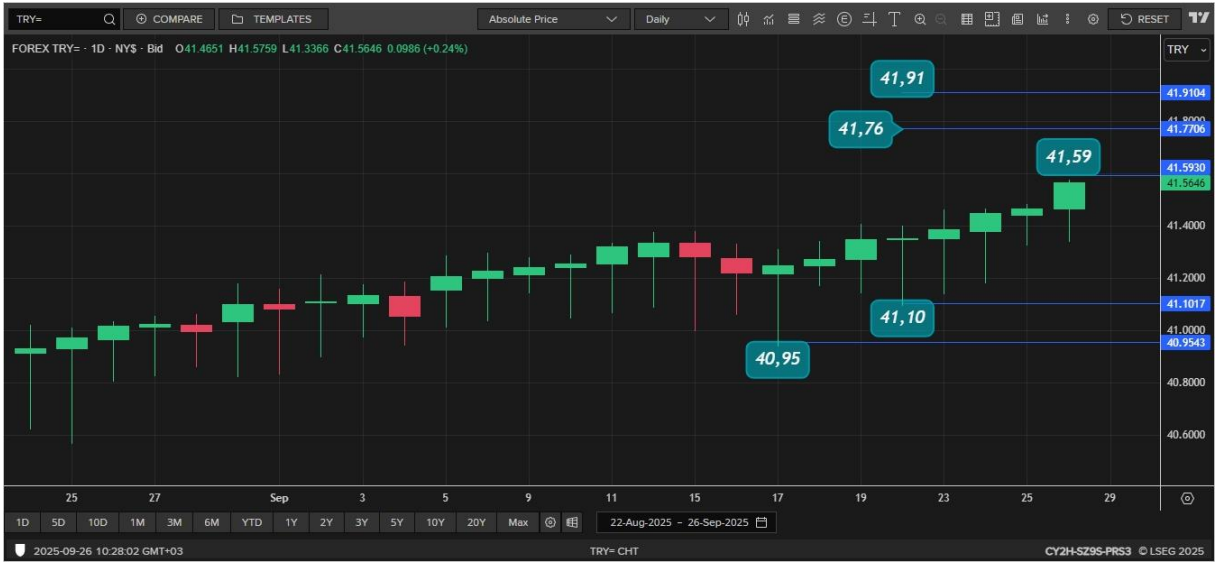 TRY=
COMPARE
TEMPLATES
Absolute Price
Daily
RESET
FOREX TRY= · 1D · NY$ · Bid O41.4651 H41.5759 L41.3366 C41.5646 0.0986 (+0.24%)
TRY
41,91
41.9104
41.8000
41,76
41.7706
41,59
41.5930
41.5646
41.4000
41.2000
41.1017
41,10
41.0000
40.9543
40,95
40.8000
40.6000
25 27 Sep 3 5 9 11 15 17 19 23 25 29
1D 5D 10D 1M 3M 6M YTD 1Y 2Y 3Y 5Y 10Y 20Y Max 22-Aug-2025 - 26-Sep-2025
2025-09-26 10:28:02 GMT+03 TRY= CHT CY2H-SZ9S-PRS3 © LSEG 2025